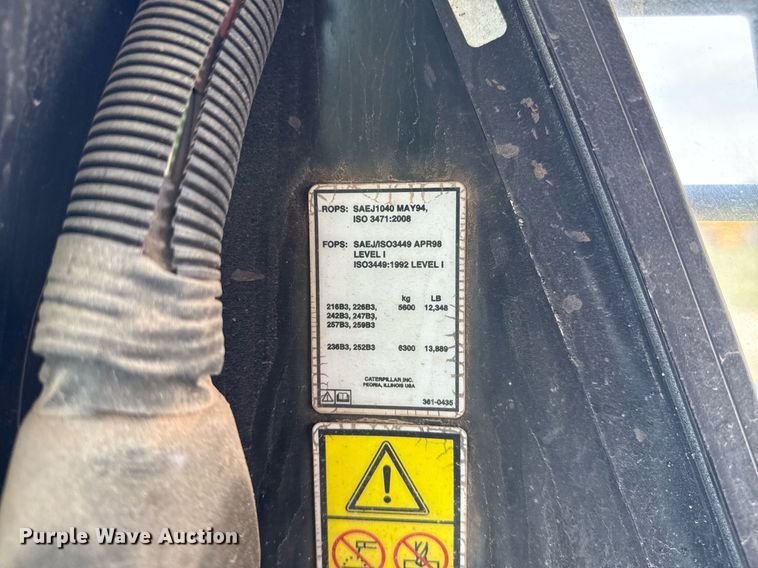 ROPS: SAEJ1040 MAY94,
ISO 3471:2008
FOPS: SAEJ/ISO3449 APR98
LEVEL I
ISO3449:1992 LEVEL I
kg LB
216B3, 226B3, 5600 12,348
242B3, 247B3,
257B3, 259B3
236B3, 252B3 6300 13,889
CATERPILLAR INC.
PEORIA, ILLINOIS USA
361-0435
Purple Wave Auction